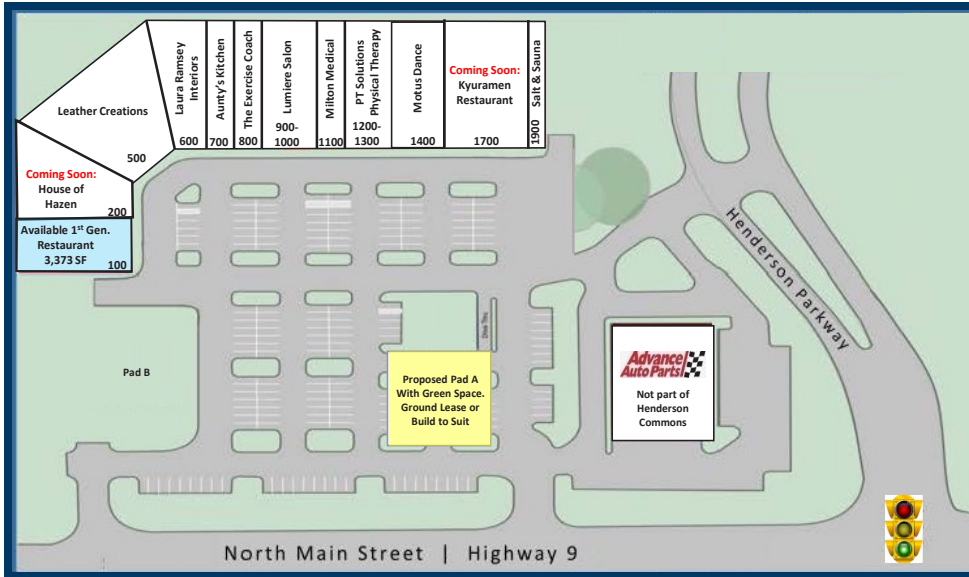 Leather Creations
500
Laura Ramsey
Interiors
600
Aunty's Kitchen
700
The Exercise Coach
800
Lumiere Salon
900-
1000
Milton Medical
1100
PT Solutions
Physical Therapy
1200-
1300
Motus Dance
1400
Coming Soon:
Kyuramen
Restaurant
1700
Salt & Sauna
1900
Coming Soon:
House of
Hazen
200
Available 1st Gen.
Restaurant
3,373 SF
100
Henderson Parkway
Drive-Thru
Advance
Auto Parts
Not part of
Henderson
Commons
Pad B
Proposed Pad A
With Green Space.
Ground Lease or
Build to Suit
North Main Street | Highway 9